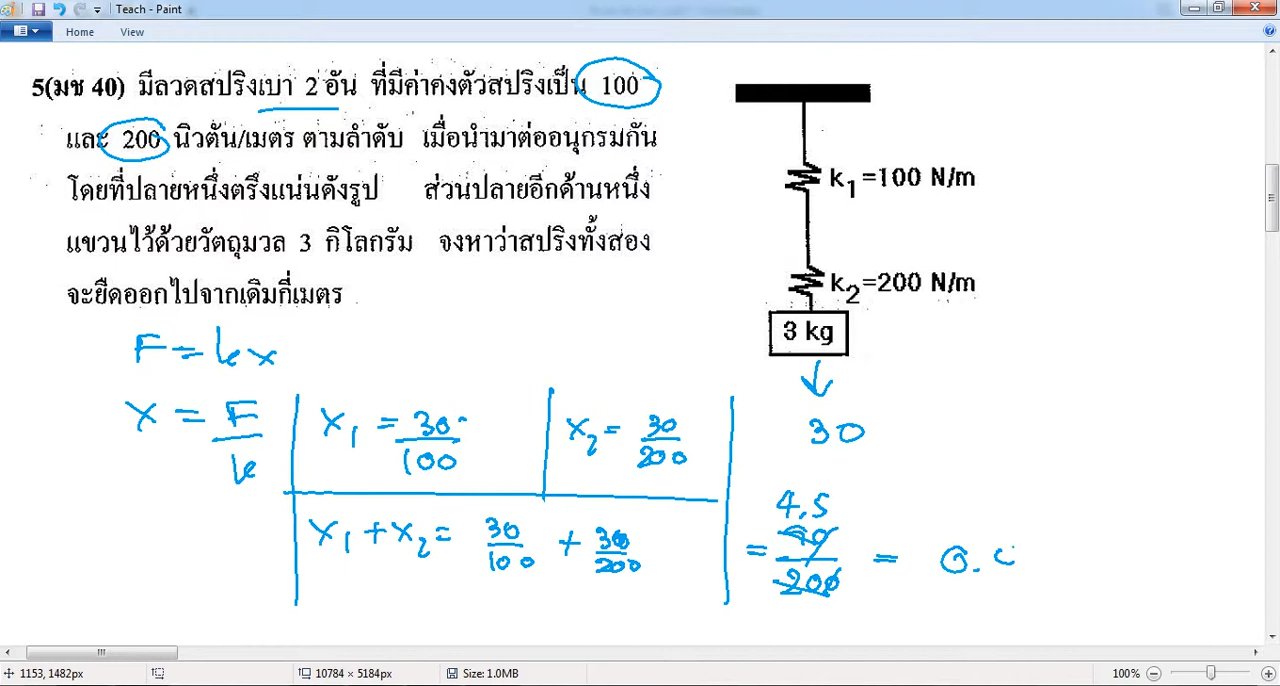 Teach - Paint
Home View
5(มช 40) มีลวดสปริงเบา 2 อัน ที่มีค่าคงตัวสปริงเป็น 100
และ 200 นิวตัน/เมตร ตามลำดับ เมื่อนำมาต่ออนุกรมกัน
โดยที่ปลายหนึ่งตรึงแน่นดังรูป ส่วนปลายอีกด้านหนึ่ง
แขวนไว้ด้วยวัตถุมวล 3 กิโลกรัม จงหาว่าสปริงทั้งสอง
จะยืดออกไปจากเดิมกี่เมตร
k1=100 N/m
k2=200 N/m
3 kg
F = kx
x = F/k
x1 = 30/100
x2 = 30/200
30
x1 + x2 = 30/100 + 30/200
4.5
= 90/200 = 0.
1153, 1482px
10784 × 5184px
Size: 1.0MB
100%